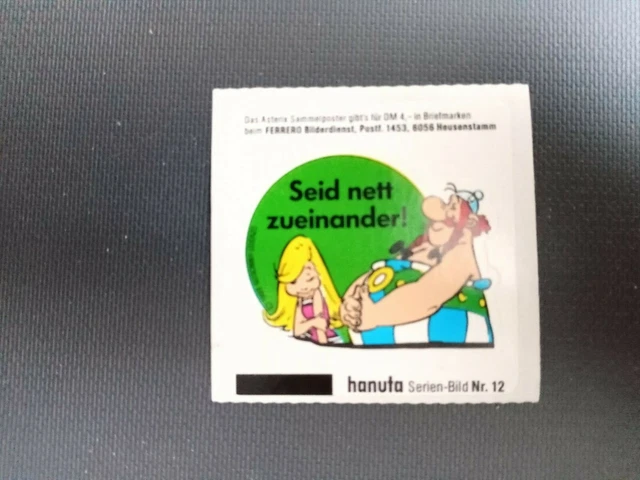 Das Asterix Sammelposter gibt's für DM 4,- in Briefmarken
beim FERRERO Bilderdienst, Postf. 1453, 6056 Heusenstamm
Seid nett
zueinander!
hanuta Serien-Bild Nr. 12